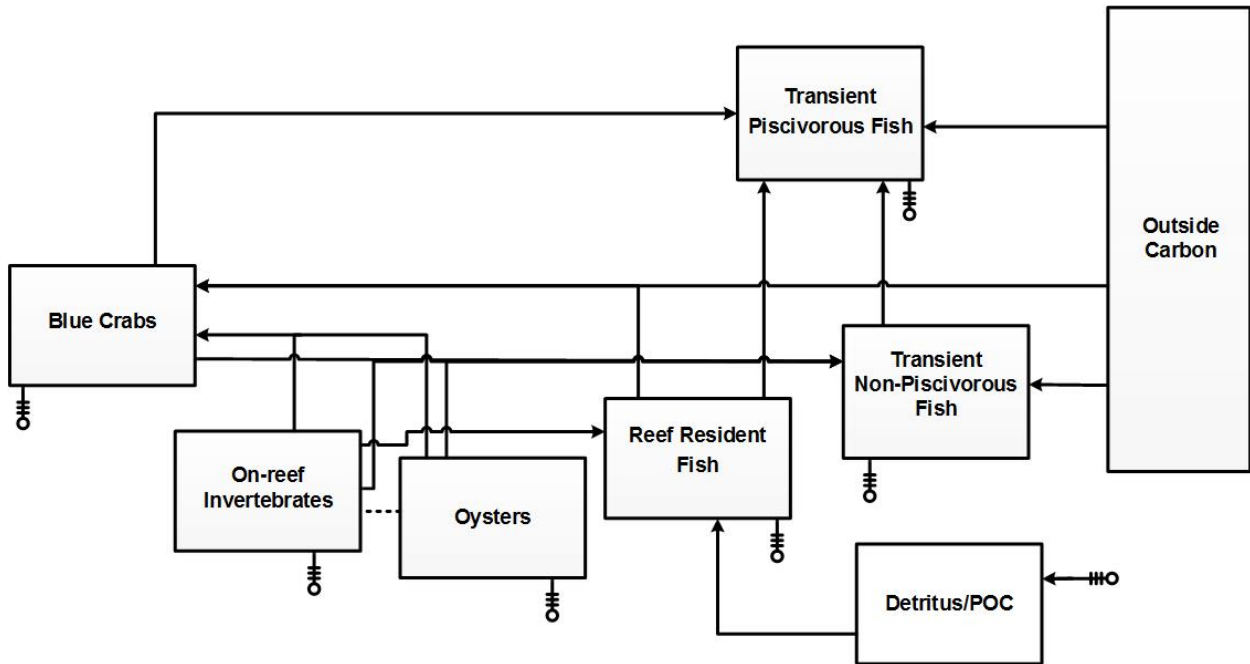 Transient
Piscivorous Fish
Outside
Carbon
Blue Crabs
Transient
Non-Piscivorous
Fish
Reef Resident
Fish
On-reef
Invertebrates
Oysters
Detritus/POC